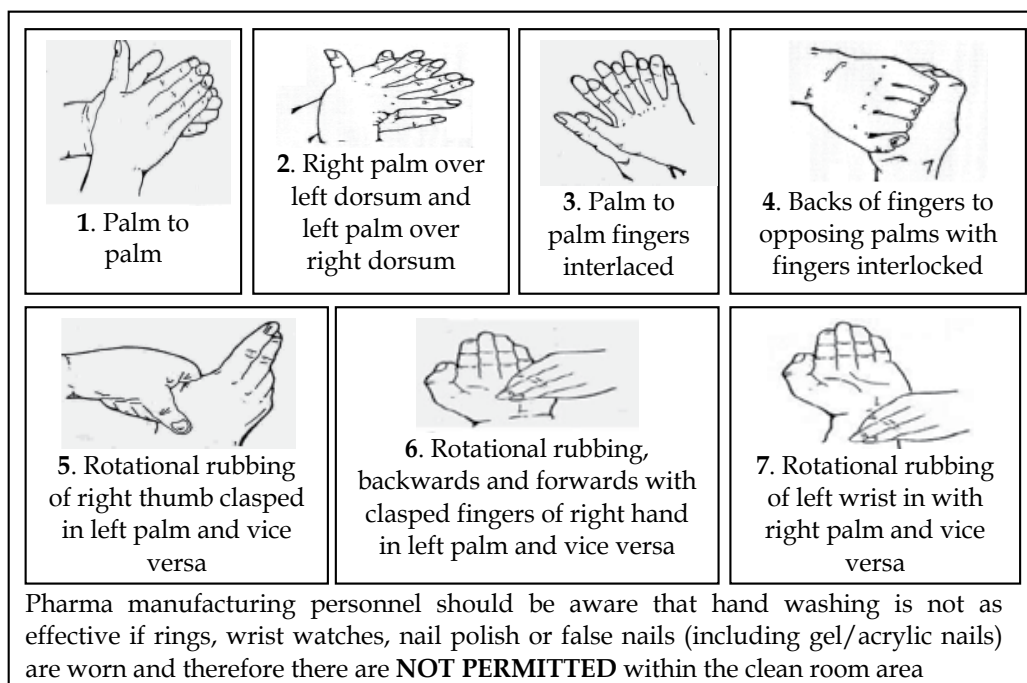 1. Palm to
palm
2. Right palm over
left dorsum and
left palm over
right dorsum
3. Palm to
palm fingers
interlaced
4. Backs of fingers to
opposing palms with
fingers interlocked
5. Rotational rubbing
of right thumb clasped
in left palm and vice
versa
6. Rotational rubbing,
backwards and forwards with
clasped fingers of right hand
in left palm and vice versa
7. Rotational rubbing
of left wrist in with
right palm and vice
versa
Pharma manufacturing personnel should be aware that hand washing is not as
effective if rings, wrist watches, nail polish or false nails (including gel/acrylic nails)
are worn and therefore there are NOT PERMITTED within the clean room area